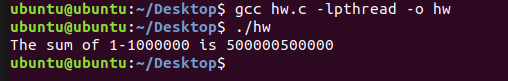 ubuntu@ubuntu:~/Desktop$ gcc hw.c -lpthread -o hw
ubuntu@ubuntu:~/Desktop$ ./hw
The sum of 1-1000000 is 500000500000
ubuntu@ubuntu:~/Desktop$